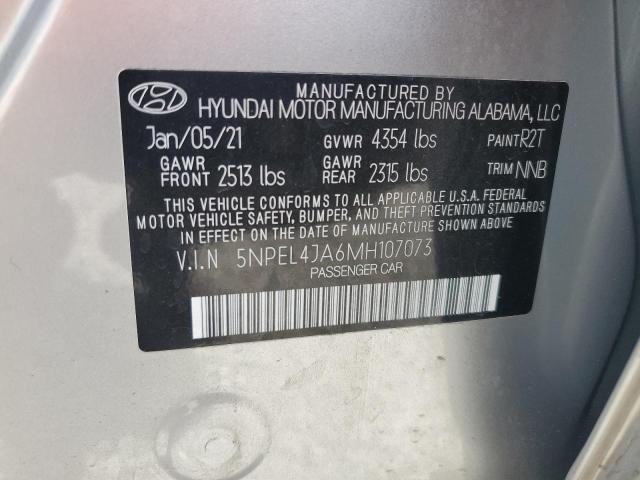 MANUFACTURED BY
HYUNDAI MOTOR MANUFACTURING ALABAMA, LLC
Jan/05/21 GVWR 4354 lbs PAINT R2T
GAWR FRONT 2513 lbs GAWR REAR 2315 lbs TRIM NNB
THIS VEHICLE CONFORMS TO ALL APPLICABLE U.S.A. FEDERAL
MOTOR VEHICLE SAFETY, BUMPER, AND THEFT PREVENTION STANDARDS
IN EFFECT ON THE DATE OF MANUFACTURE SHOWN ABOVE
V.I.N 5NPEL4JA6MH107073
PASSENGER CAR